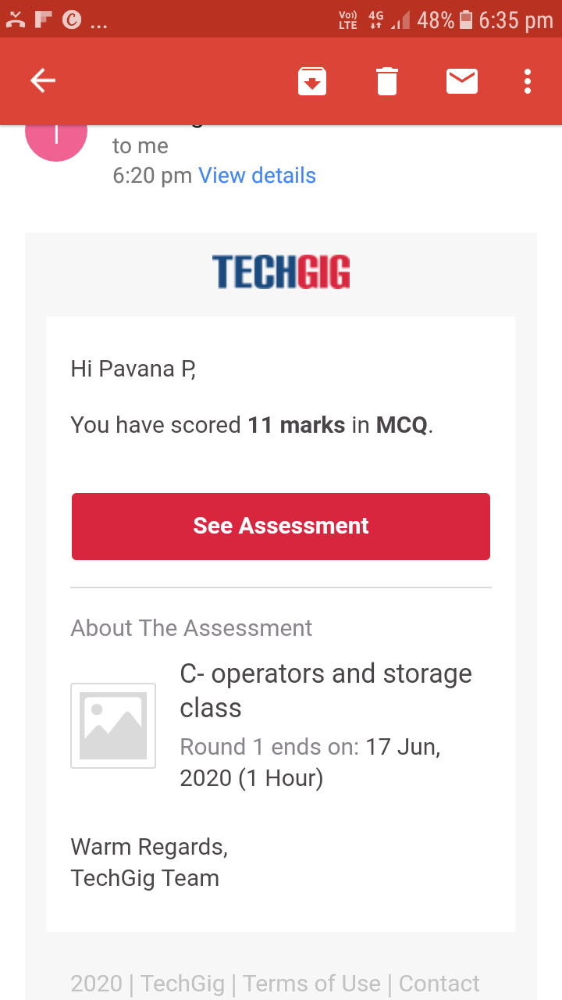 Vo)) LTE 4G 48% 6:35 pm
to me
6:20 pm View details
TECHGIG
Hi Pavana P,
You have scored 11 marks in MCQ.
See Assessment
About The Assessment
C- operators and storage
class
Round 1 ends on: 17 Jun,
2020 (1 Hour)
Warm Regards,
TechGig Team
2020 | TechGig | Terms of Use | Contact